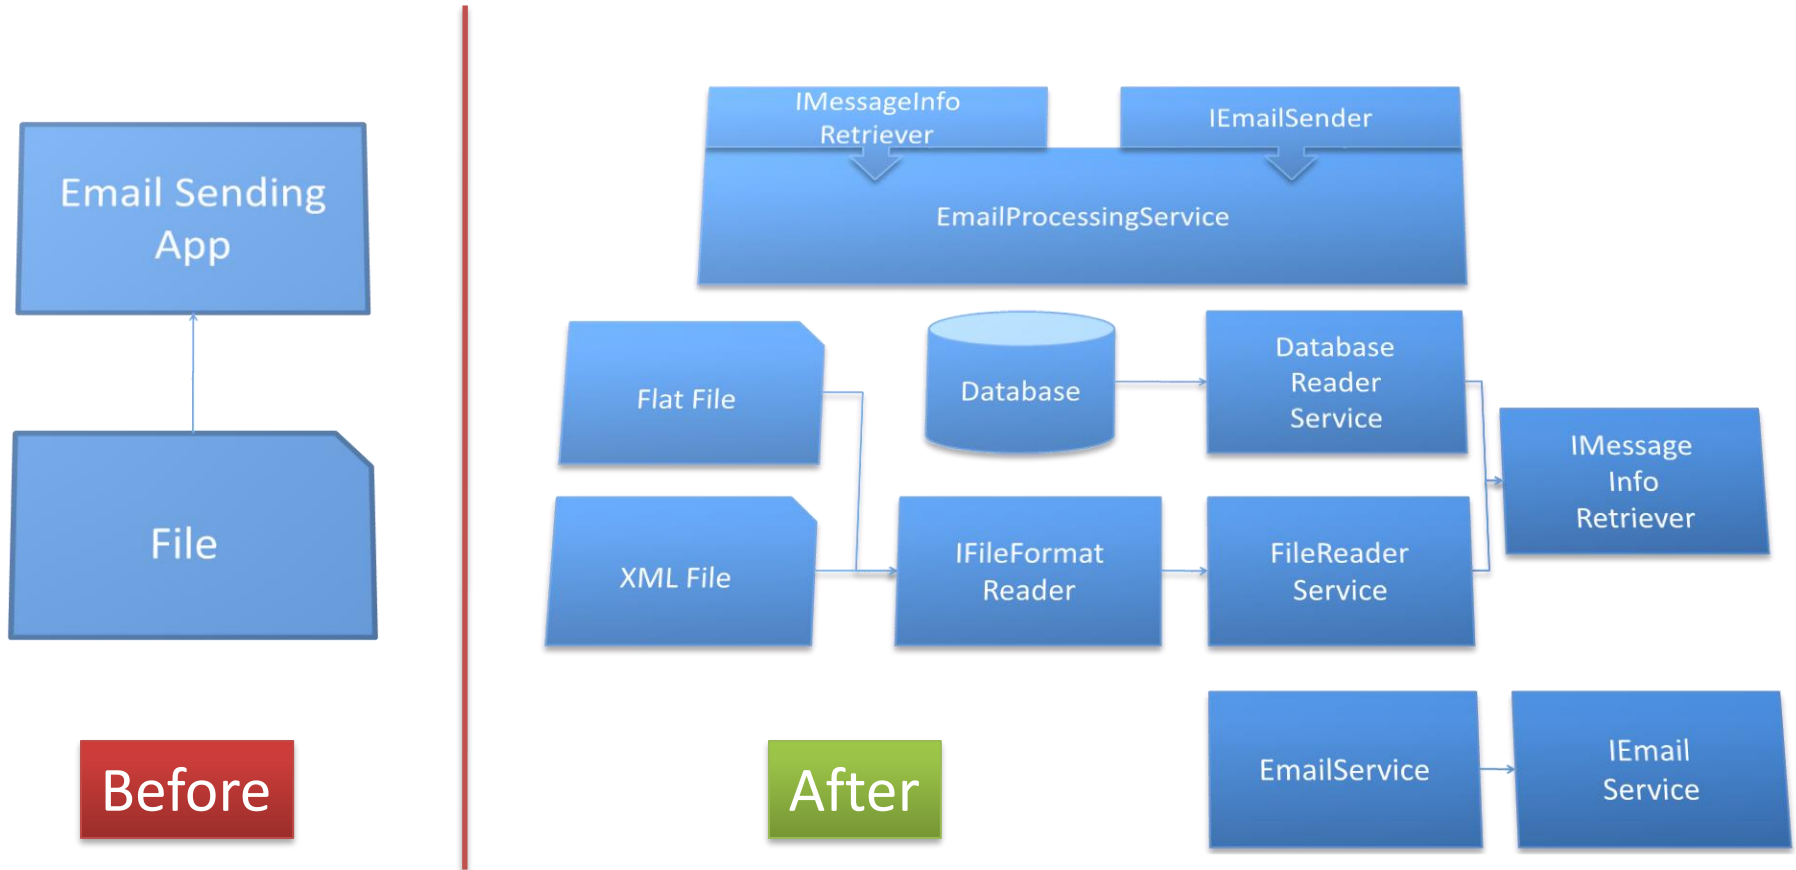 Email Sending
App
File
Before
IMessageInfo
Retriever
IEmailSender
EmailProcessingService
Flat File
Database
Database
Reader
Service
IMessage
Info
Retriever
XML File
IFileFormat
Reader
FileReader
Service
EmailService
IEmail
Service
After